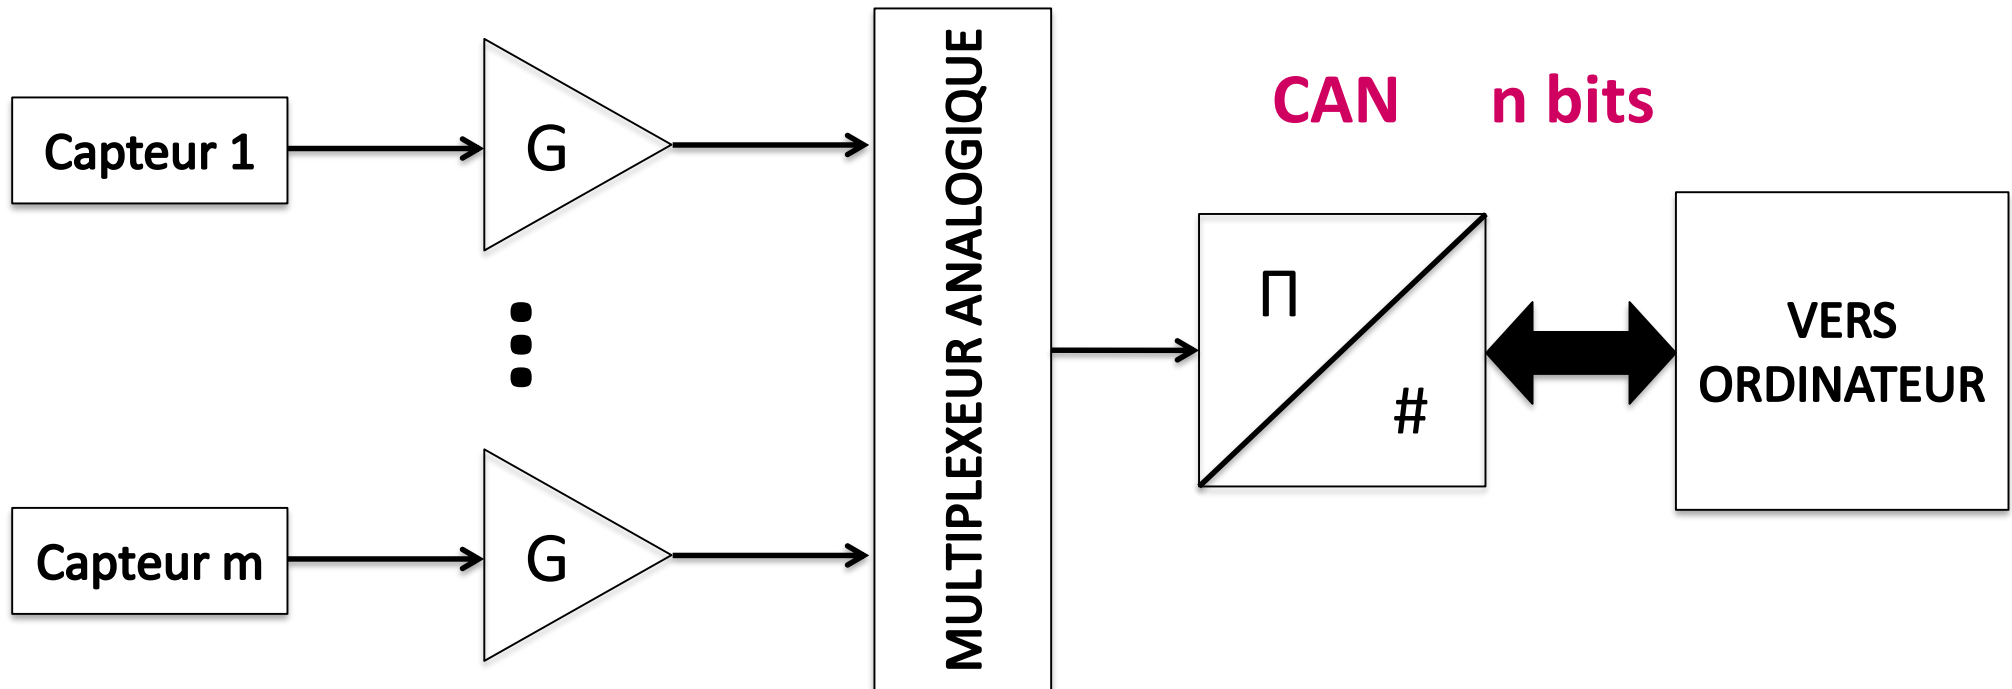 Capteur 1
G
MULTIPLEXEUR ANALOGIQUE
CAN n bits
Π
#
VERS
ORDINATEUR
Capteur m
G